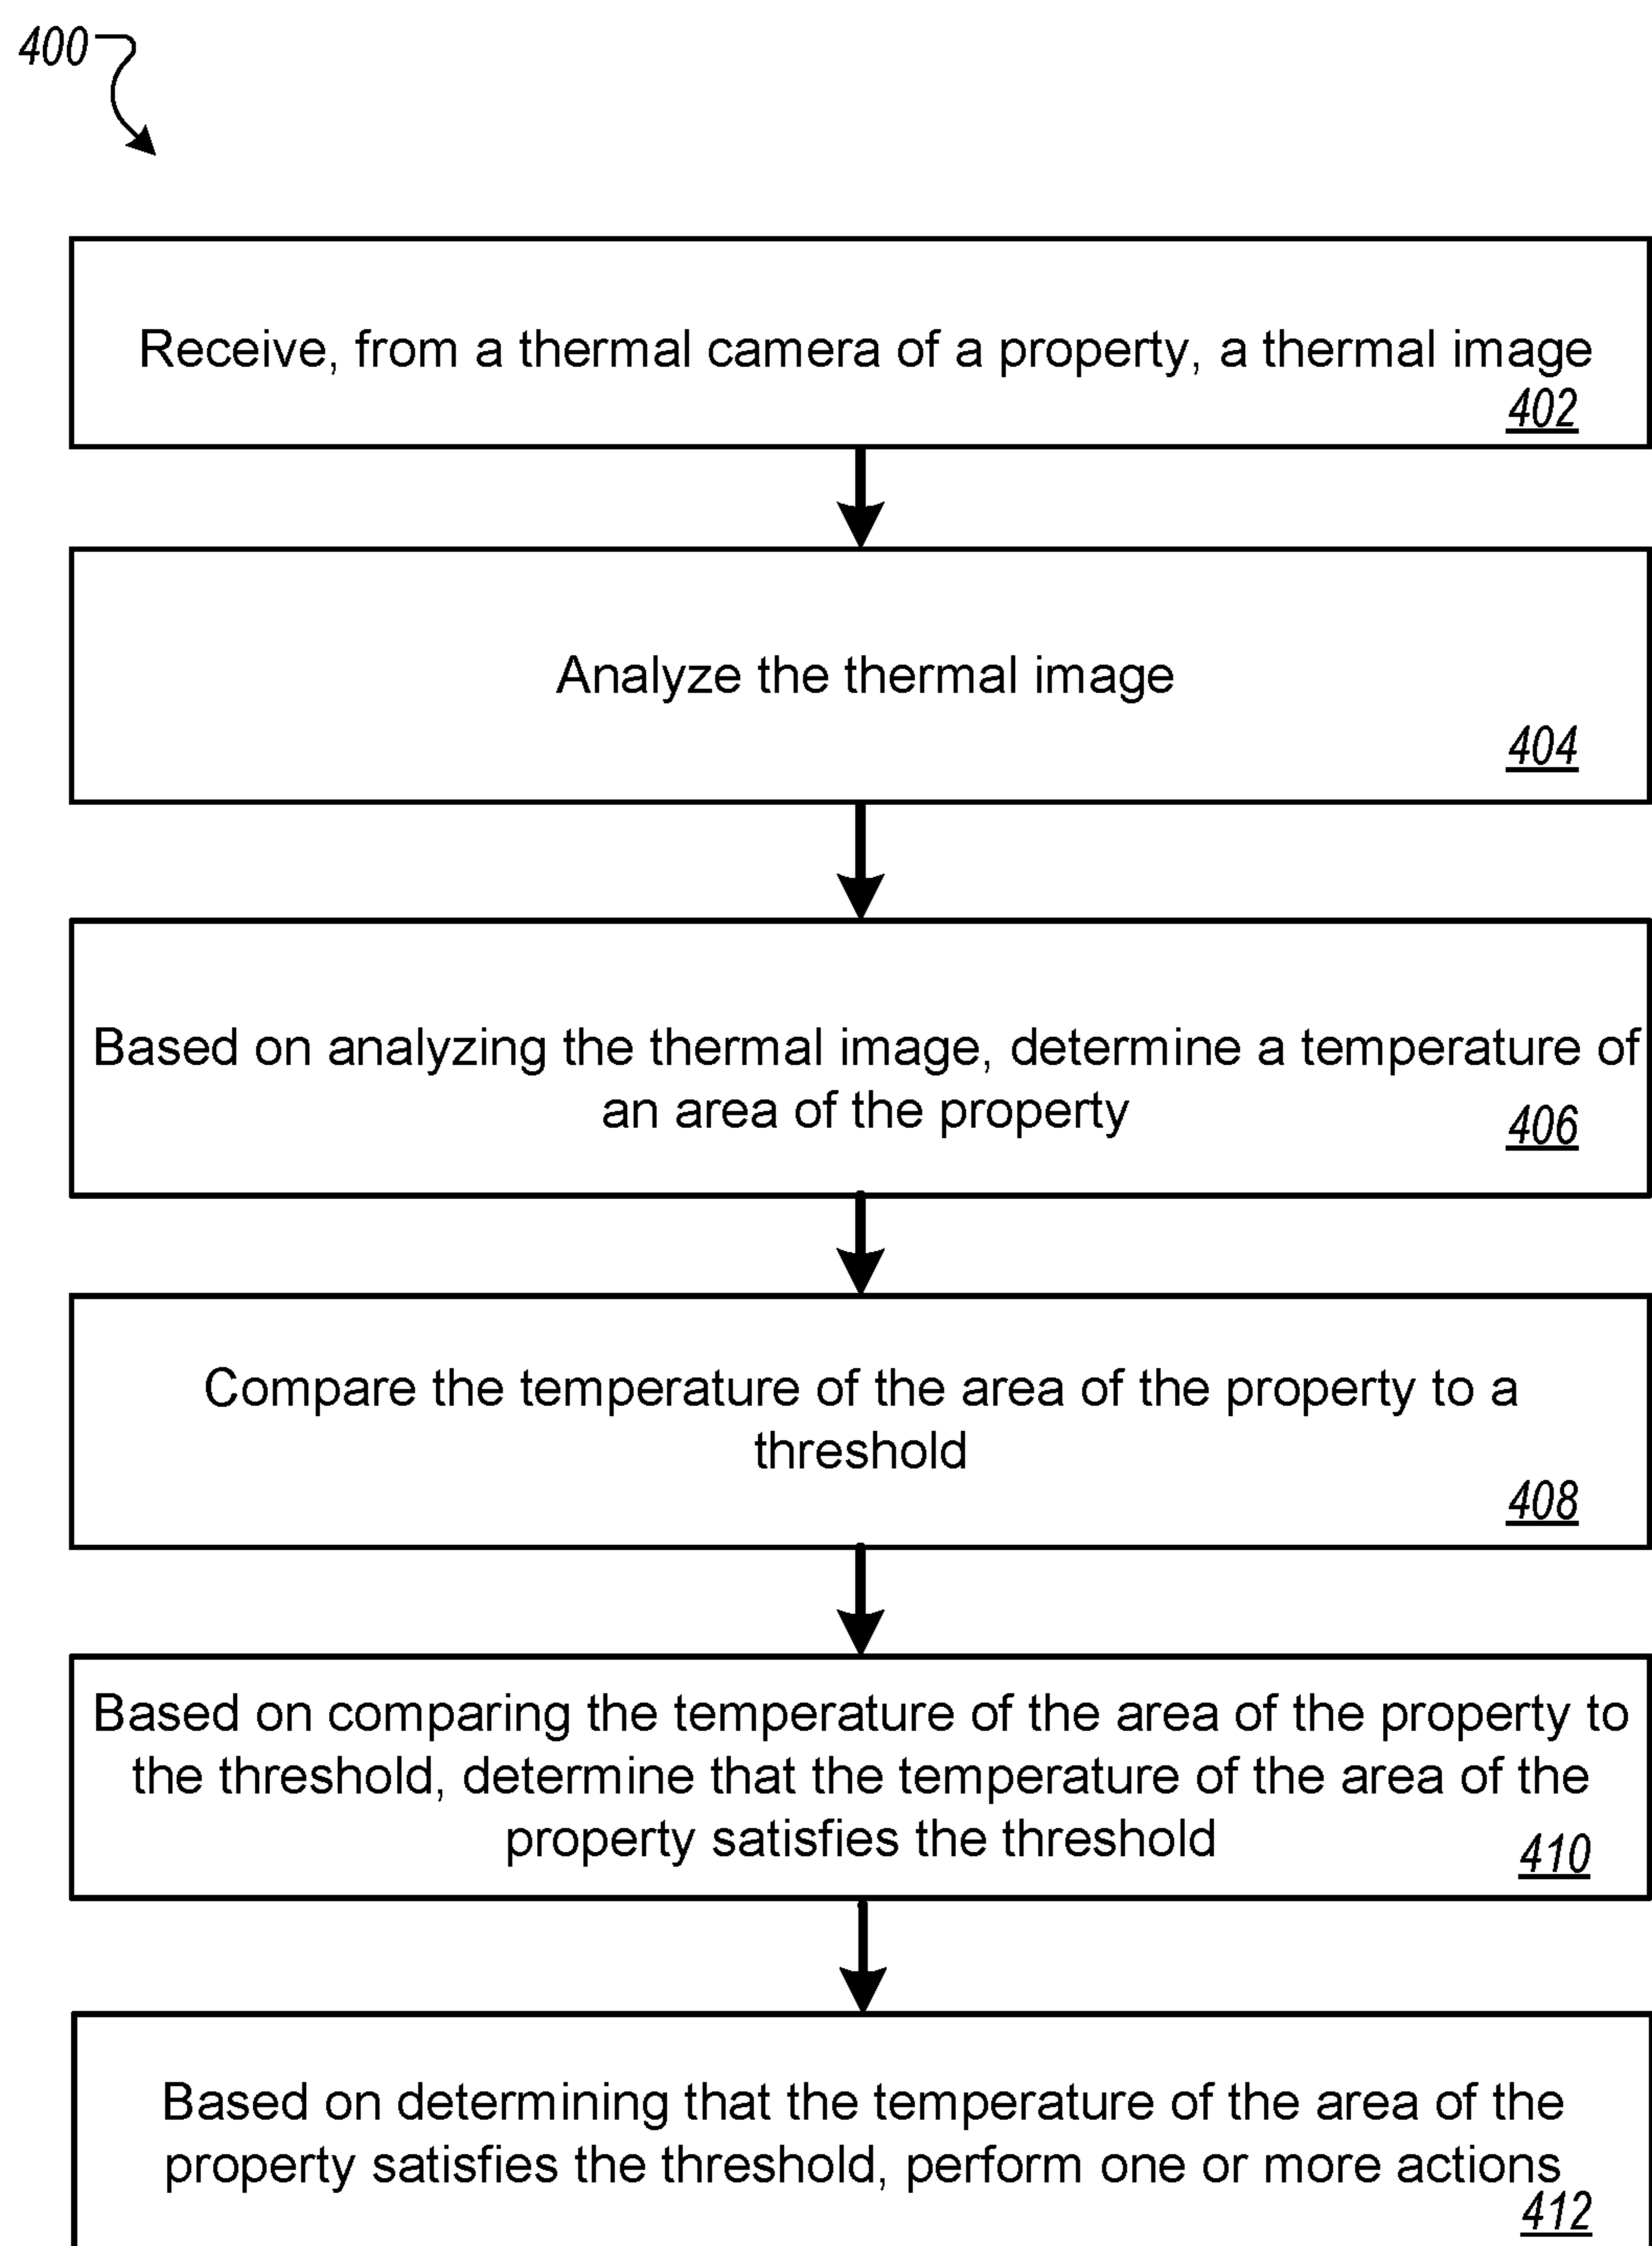 400
Receive, from a thermal camera of a property, a thermal image
402
Analyze the thermal image
404
Based on analyzing the thermal image, determine a temperature of
an area of the property
406
Compare the temperature of the area of the property to a
threshold
408
Based on comparing the temperature of the area of the property to
the threshold, determine that the temperature of the area of the
property satisfies the threshold
410
Based on determining that the temperature of the area of the
property satisfies the threshold, perform one or more actions
412